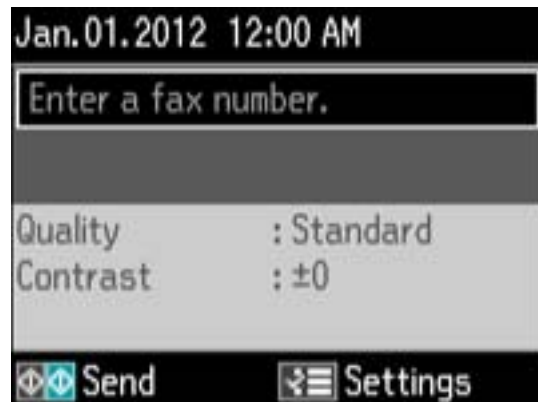 Jan.01.2012 12:00 AM
Enter a fax number.
Quality : Standard
Contrast : ±0
Send Settings